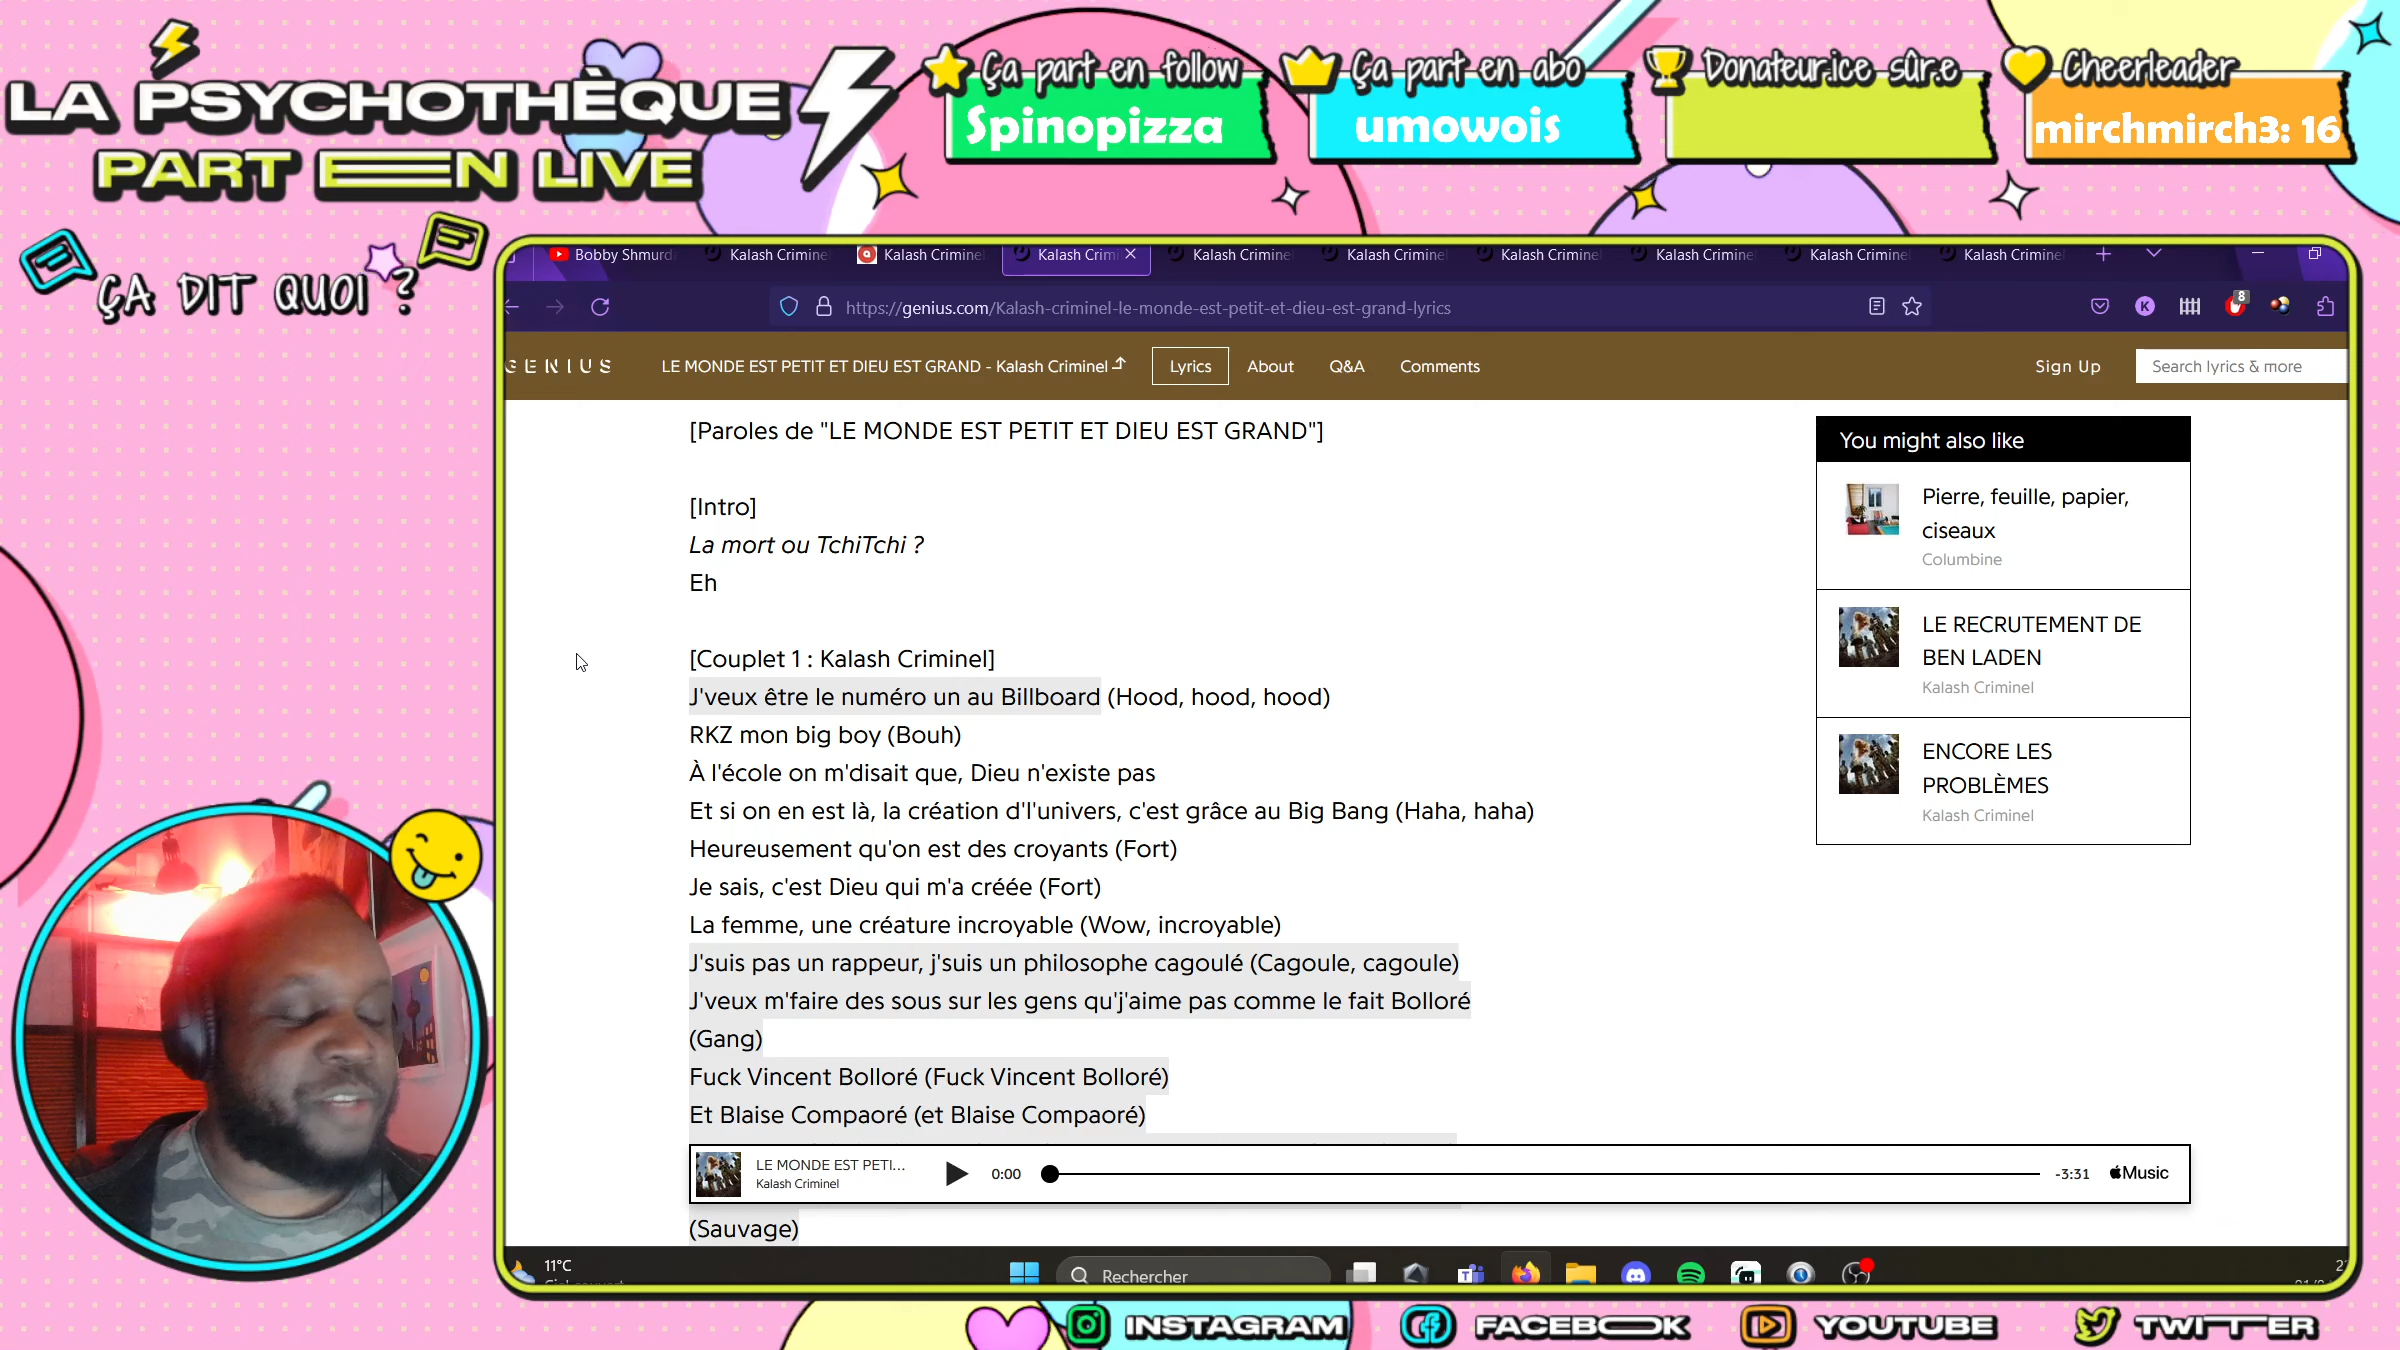 LA PSYCHOTHÈQUE
PART EN LIVE
Ça part en follow
Spinopizza
Ça part en abo
umowois
Donateur.ice sûr.e
Cheerleader
mirchmirch3: 16
ÇA DIT QUOI ?
Bobby Shmurda
Kalash Criminel
Kalash Criminel
Kalash Crimi
Kalash Criminel
Kalash Criminel
Kalash Criminel
Kalash Criminel
Kalash Criminel
Kalash Criminel
https://genius.com/Kalash-criminel-le-monde-est-petit-et-dieu-est-grand-lyrics
K
8
GENIUS
LE MONDE EST PETIT ET DIEU EST GRAND - Kalash Criminel
Lyrics
About
Q&A
Comments
Sign Up
Search lyrics & more
[Paroles de "LE MONDE EST PETIT ET DIEU EST GRAND"]
[Intro]
La mort ou TchiTchi ?
Eh
[Couplet 1 : Kalash Criminel]
J'veux être le numéro un au Billboard (Hood, hood, hood)
RKZ mon big boy (Bouh)
À l'école on m'disait que, Dieu n'existe pas
Et si on en est là, la création d'l'univers, c'est grâce au Big Bang (Haha, haha)
Heureusement qu'on est des croyants (Fort)
Je sais, c'est Dieu qui m'a créée (Fort)
La femme, une créature incroyable (Wow, incroyable)
J'suis pas un rappeur, j'suis un philosophe cagoulé (Cagoule, cagoule)
J'veux m'faire des sous sur les gens qu'j'aime pas comme le fait Bolloré
(Gang)
Fuck Vincent Bolloré (Fuck Vincent Bolloré)
Et Blaise Compaoré (et Blaise Compaoré)
(Sauvage)
You might also like
Pierre, feuille, papier,
ciseaux
Columbine
LE RECRUTEMENT DE
BEN LADEN
Kalash Criminel
ENCORE LES
PROBLÈMES
Kalash Criminel
LE MONDE EST PETI...
Kalash Criminel
0:00
-3:31
Music
11°C
Rechercher
INSTAGRAM
FACEBOOK
YOUTUBE
TWITTER